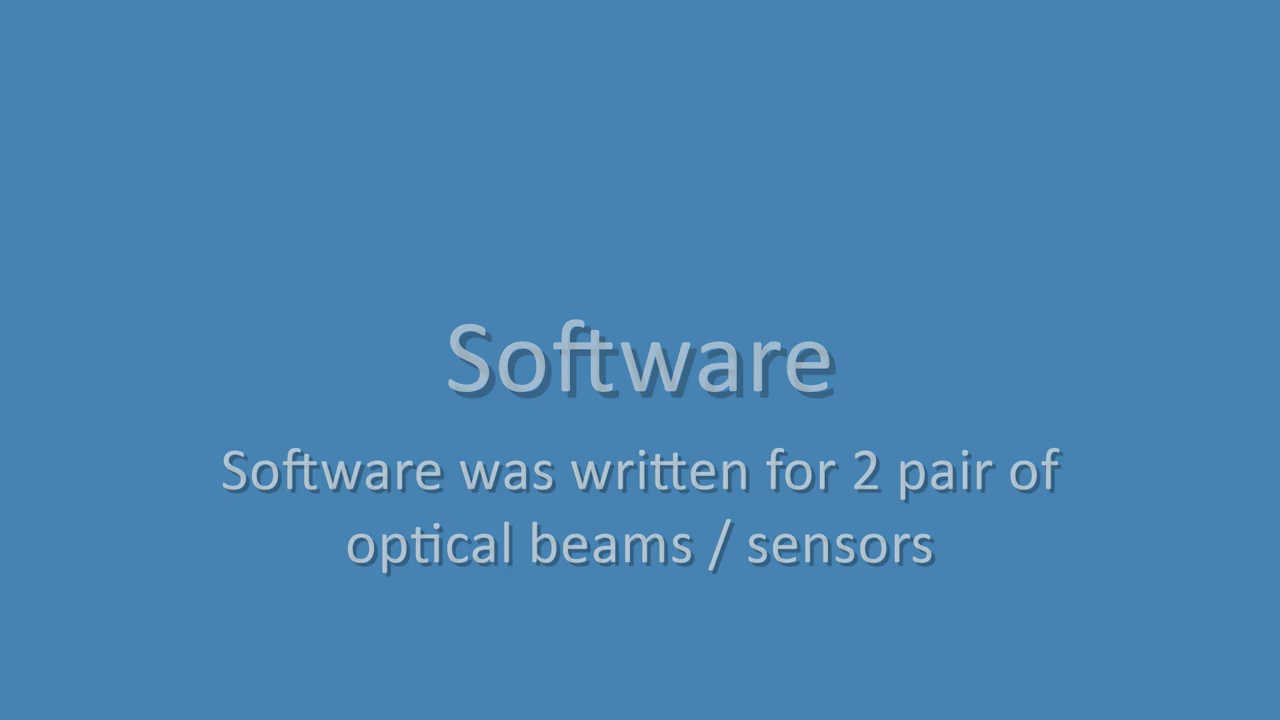 Software
Software was written for 2 pair of
optical beams / sensors